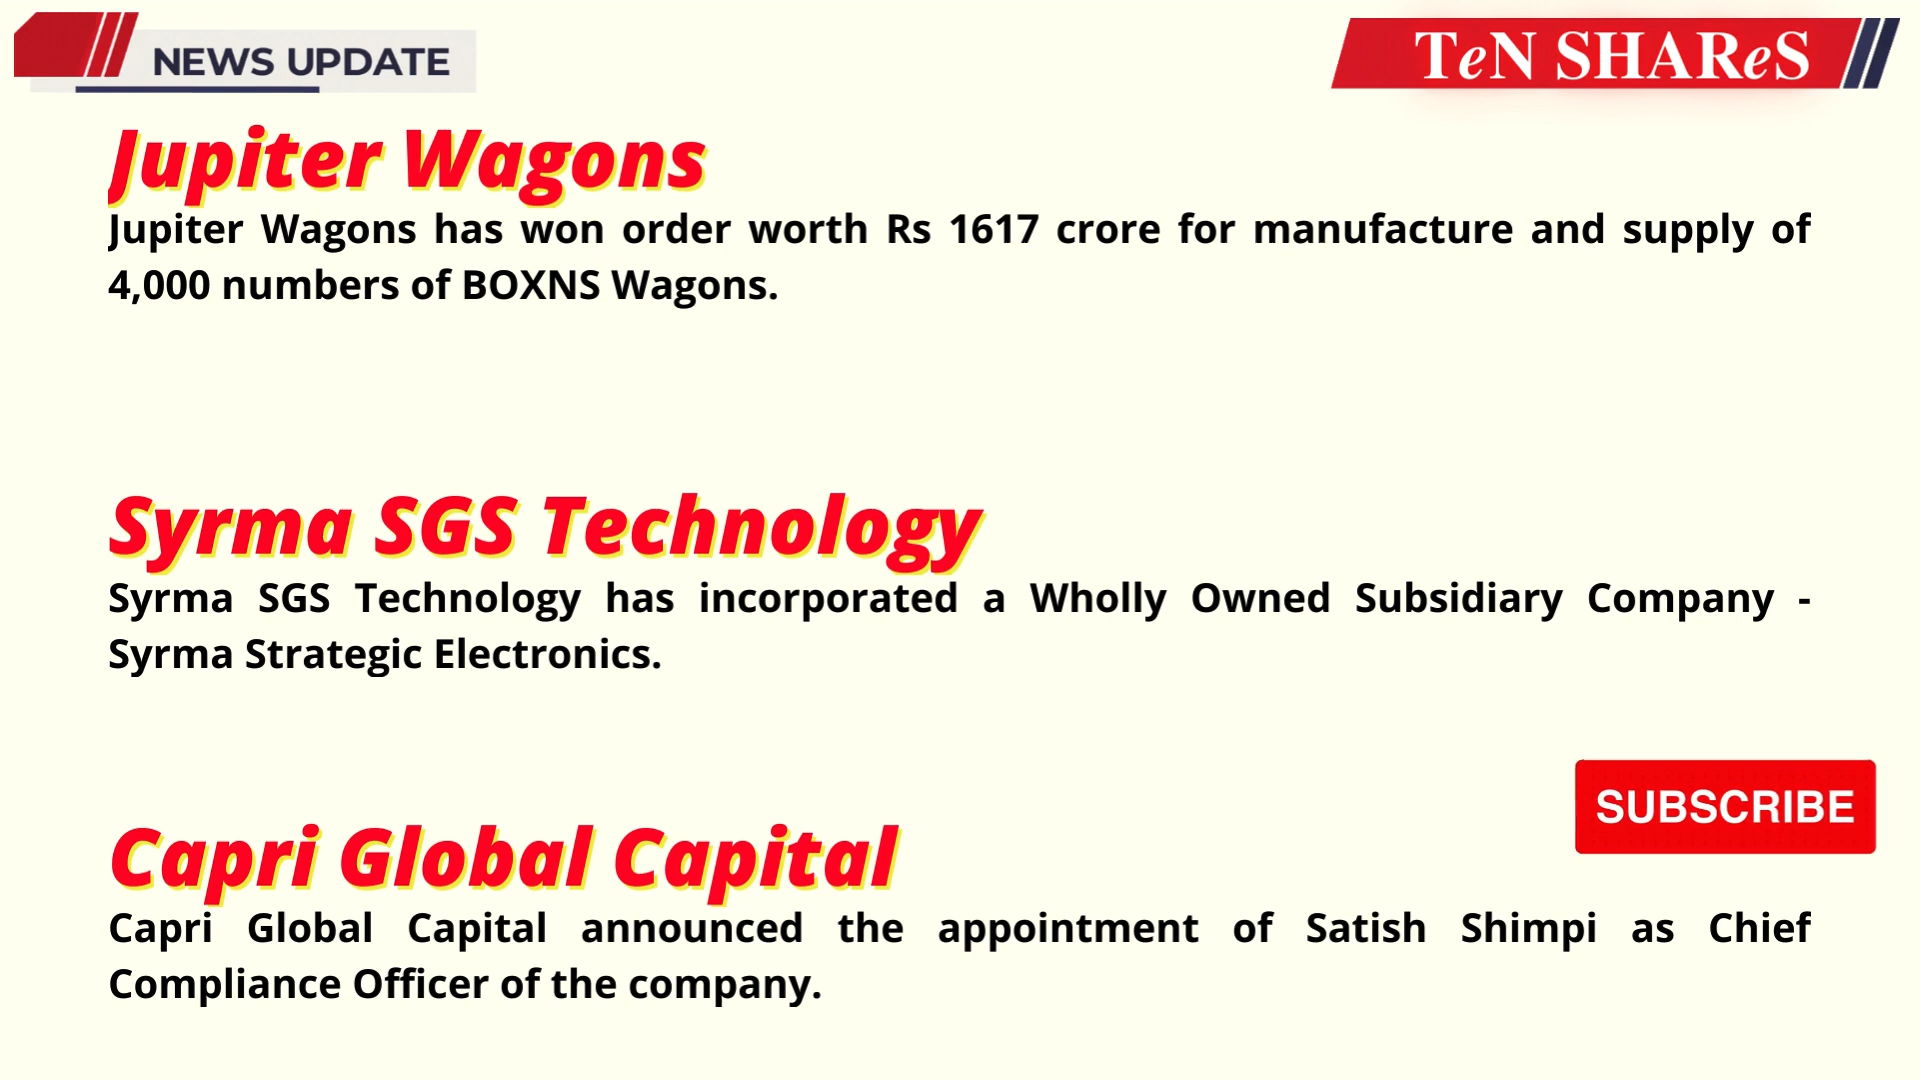 NEWS UPDATE
TeN SHAReS
Jupiter Wagons
Jupiter Wagons has won order worth Rs 1617 crore for manufacture and supply of
4,000 numbers of BOXNS Wagons.
Syrma SGS Technology
Syrma SGS Technology has incorporated a Wholly Owned Subsidiary Company -
Syrma Strategic Electronics.
SUBSCRIBE
Capri Global Capital
Capri Global Capital announced the appointment of Satish Shimpi as Chief
Compliance Officer of the company.